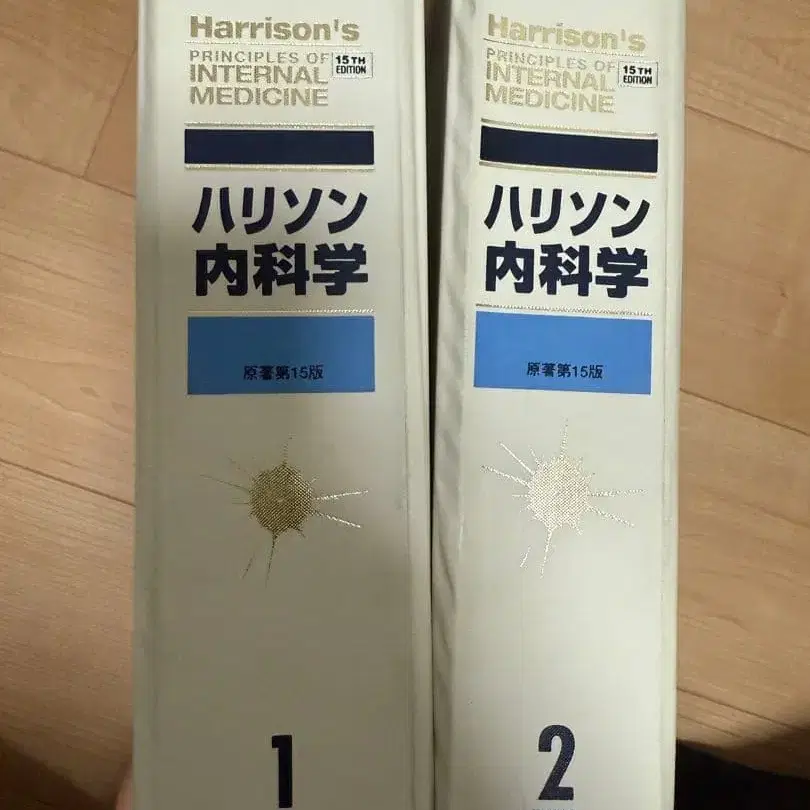 Harrison's
PRINCIPLES OF
INTERNAL
MEDICINE
15TH
EDITION
ハリソン
内科学
原著第15版
1
Harrison's
PRINCIPLES OF
INTERNAL
MEDICINE
15TH
EDITION
ハリソン
内科学
原著第15版
2